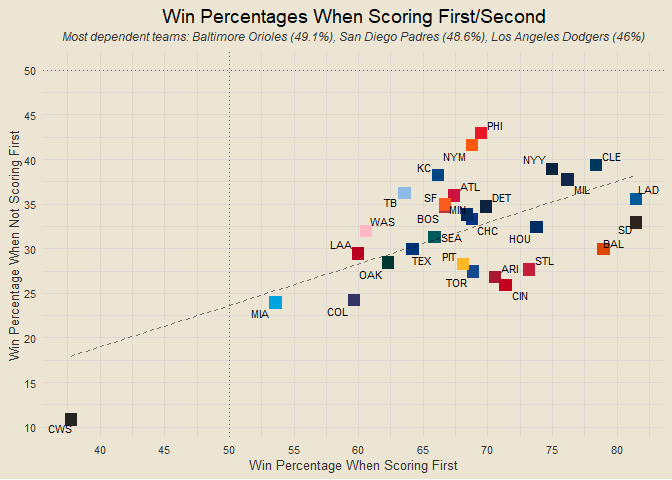 Win Percentages When Scoring First/Second
Most dependent teams: Baltimore Orioles (49.1%), San Diego Padres (48.6%), Los Angeles Dodgers (46%)
Win Percentage When Not Scoring First
50
45
40
35
30
25
20
15
10
PHI
NYM
NYY
CLE
KC
ATL
MIL
LAD
TB
SF
DET
MIN
BOS
WAS
CHC
SD
HOU
SEA
LAA
BAL
TEX
PIT
OAK
STL
ARI
TOR
CIN
COL
MIA
CWS
40
45
50
55
60
65
70
75
80
Win Percentage When Scoring First